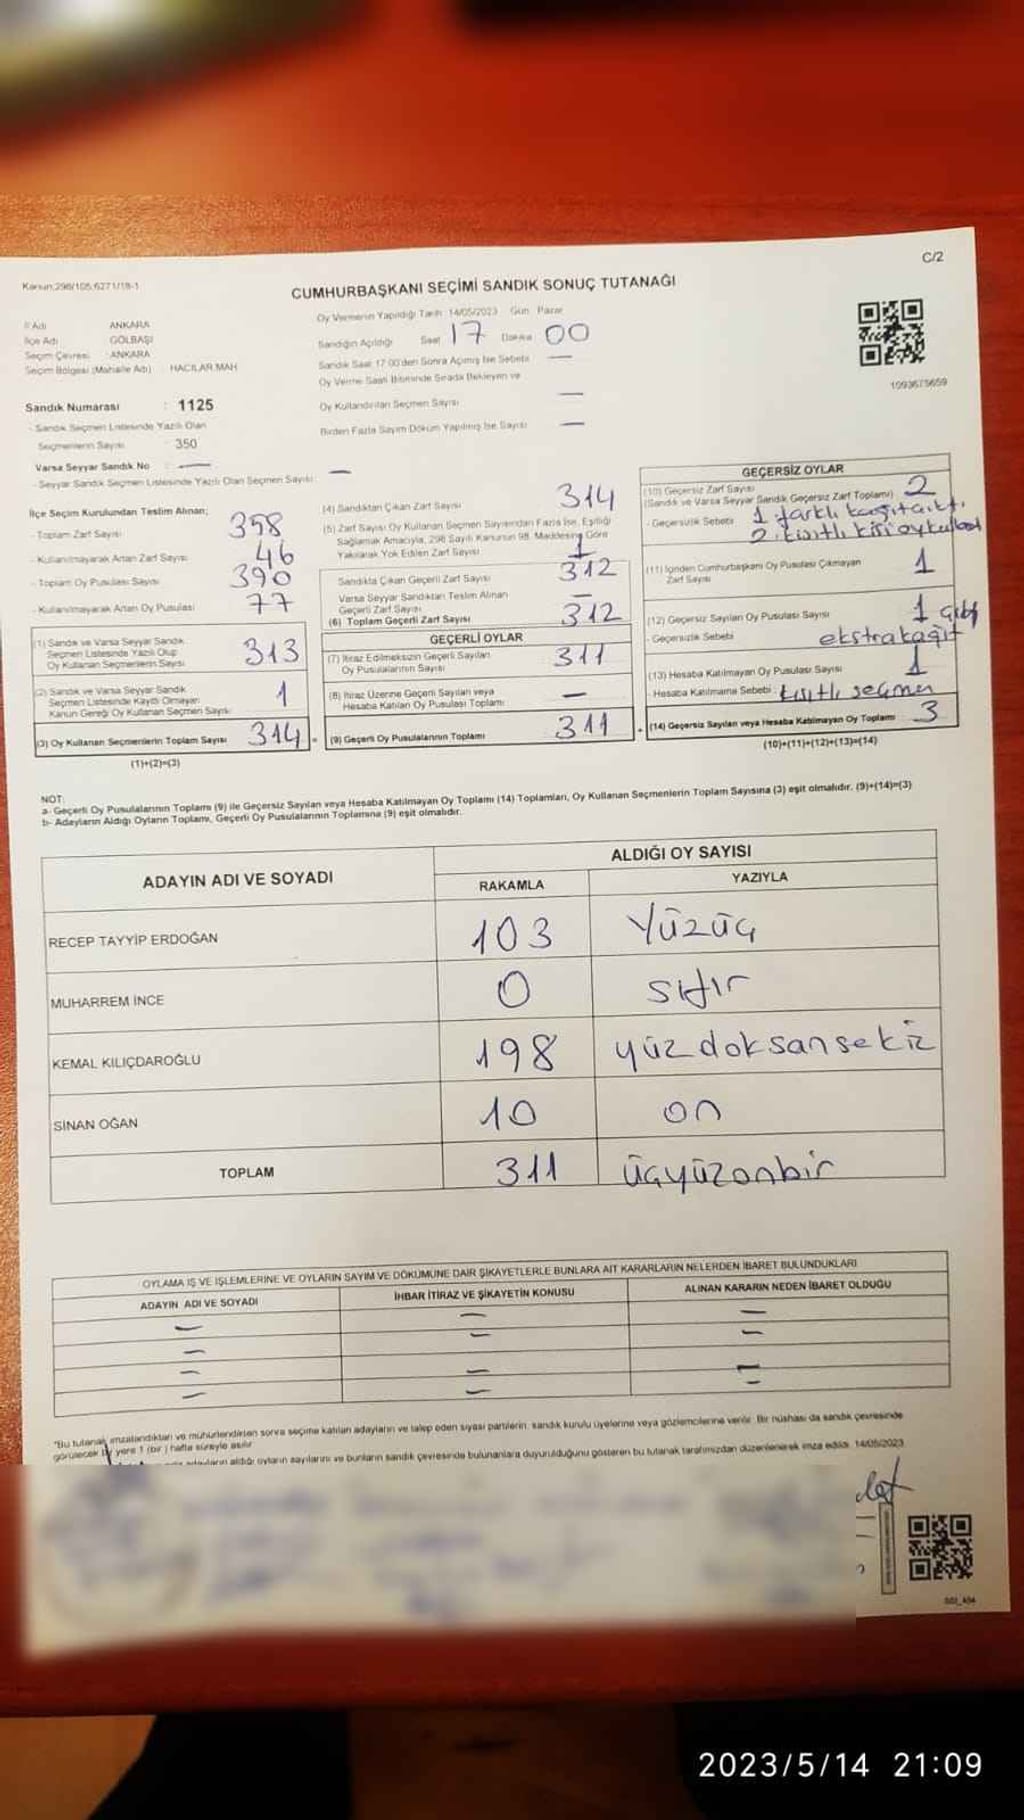 Kanun:298/105;6271/18-1
C/2
CUMHURBAŞKANI SEÇİMİ SANDIK SONUÇ TUTANAĞI
İl Adı ANKARA
İlçe Adı GÖLBAŞI
Seçim Çevresi ANKARA
Seçim Bölgesi (Mahalle Adı) HACILAR MAH
Sandık Numarası : 1125
- Sandık Seçmen Listesinde Yazılı Olan
Seçmenlerin Sayısı 350
Varsa Seyyar Sandık No : —
- Seyyar Sandık Seçmen Listesinde Yazılı Olan Seçmen Sayısı: —
Oy Vermenin Yapıldığı Tarih :14/05/2023 Gün: Pazar
Sandığın Açıldığı Saat 17 Dakika 00
Sandık Saat 17:00'den Sonra Açılmış İse Sebebi —
Oy Verme Saati Bitiminde Sırada Bekleyen ve
Oy Kullandırılan Seçmen Sayısı —
Birden Fazla Sayım Döküm Yapılmış İse Sayısı —
1093675659
İlçe Seçim Kurulundan Teslim Alınan;
- Toplam Zarf Sayısı 358
- Kullanılmayarak Artan Zarf Sayısı 46
- Toplam Oy Pusulası Sayısı 390
- Kullanılmayarak Artan Oy Pusulası 77
(1) Sandık ve Varsa Seyyar Sandık
Seçmen Listesinde Yazılı Olup
Oy Kullanan Seçmenlerin Sayısı 313
(2) Sandık ve Varsa Seyyar Sandık
Seçmen Listesinde Kayıtlı Olmayan
Kanun Gereği Oy Kullanan Seçmen Sayısı 1
(3) Oy Kullanan Seçmenlerin Toplam Sayısı 314
(1)+(2)=(3)
(4) Sandıktan Çıkan Zarf Sayısı 314
(5) Zarf Sayısı Oy Kullanan Seçmen Sayısından Fazla İse, Eşitliği
Sağlamak Amacıyla, 298 Sayılı Kanunun 98. Maddesine Göre
Yakılarak Yok Edilen Zarf Sayısı 1
Sandıkta Çıkan Geçerli Zarf Sayısı 312
Varsa Seyyar Sandıktan Teslim Alınan
Geçerli Zarf Sayısı —
(6) Toplam Geçerli Zarf Sayısı 312
GEÇERLİ OYLAR
(7) İtiraz Edilmeksizin Geçerli Sayılan
Oy Pusulalarının Sayısı 311
(8) İtiraz Üzerine Geçerli Sayılan veya
Hesaba Katılan Oy Pusulası Toplamı —
(9) Geçerli Oy Pusulalarının Toplamı 311
GEÇERSİZ OYLAR
(10) Geçersiz Zarf Sayısı
(Sandık ve Varsa Seyyar Sandık Geçersiz Zarf Toplamı) 2
- Geçersizlik Sebebi 1 farklı kağıt çıktı.
2. kısıtlı kişi oy kullandı
(11) İçinden Cumhurbaşkanı Oy Pusulası Çıkmayan
Zarf Sayısı 1
(12) Geçersiz Sayılan Oy Pusulası Sayısı 1
- Geçersizlik Sebebi ekstra kağıt
(13) Hesaba Katılmayan Oy Pusulası Sayısı 1
- Hesaba Katılmama Sebebi : kısıtlı seçmen
(14) Geçersiz Sayılan veya Hesaba Katılmayan Oy Toplamı 3
(10)+(11)+(12)+(13)=(14)
NOT:
a- Geçerli Oy Pusulalarının Toplamı (9) ile Geçersiz Sayılan veya Hesaba Katılmayan Oy Toplamı (14) Toplamları, Oy Kullanan Seçmenlerin Toplam Sayısına (3) eşit olmalıdır. (9)+(14)=(3)
b- Adayların Aldığı Oyların Toplamı, Geçerli Oy Pusulalarının Toplamına (9) eşit olmalıdır.
ADAYIN ADI VE SOYADI
ALDIĞI OY SAYISI
RAKAMLA YAZIYLA
RECEP TAYYİP ERDOĞAN 103 Yüzüç
MUHARREM İNCE 0 sıfır
KEMAL KILIÇDAROĞLU 198 yüzdoksansekiz
SİNAN OĞAN 10 on
TOPLAM 311 üçyüzonbir
OYLAMA İŞ VE İŞLEMLERİNE VE OYLARIN SAYIM VE DÖKÜMÜNE DAİR ŞİKAYETLERLE BUNLARA AİT KARARLARIN NELERDEN İBARET BULUNDUKLARI
ADAYIN ADI VE SOYADI İHBAR İTİRAZ VE ŞİKAYETİN KONUSU ALINAN KARARIN NEDEN İBARET OLDUĞU
*Bu tutanak imzalandıktan ve mühürlendikten sonra seçime katılan adayların ve talep eden siyasi partilerin, sandık kurulu üyelerine veya gözlemcilerine verilir. Bir nüshası da sandık çevresinde
görülecek bir yere 1 (bir) hafta süreyle asılır
adayların aldığı oyların sayılarını ve bunların sandık çevresinde bulunanlara duyurulduğunu gösteren bu tutanak tarafımızdan düzenlenerek imza edildi. 14/05/2023
2023/5/14 21:09